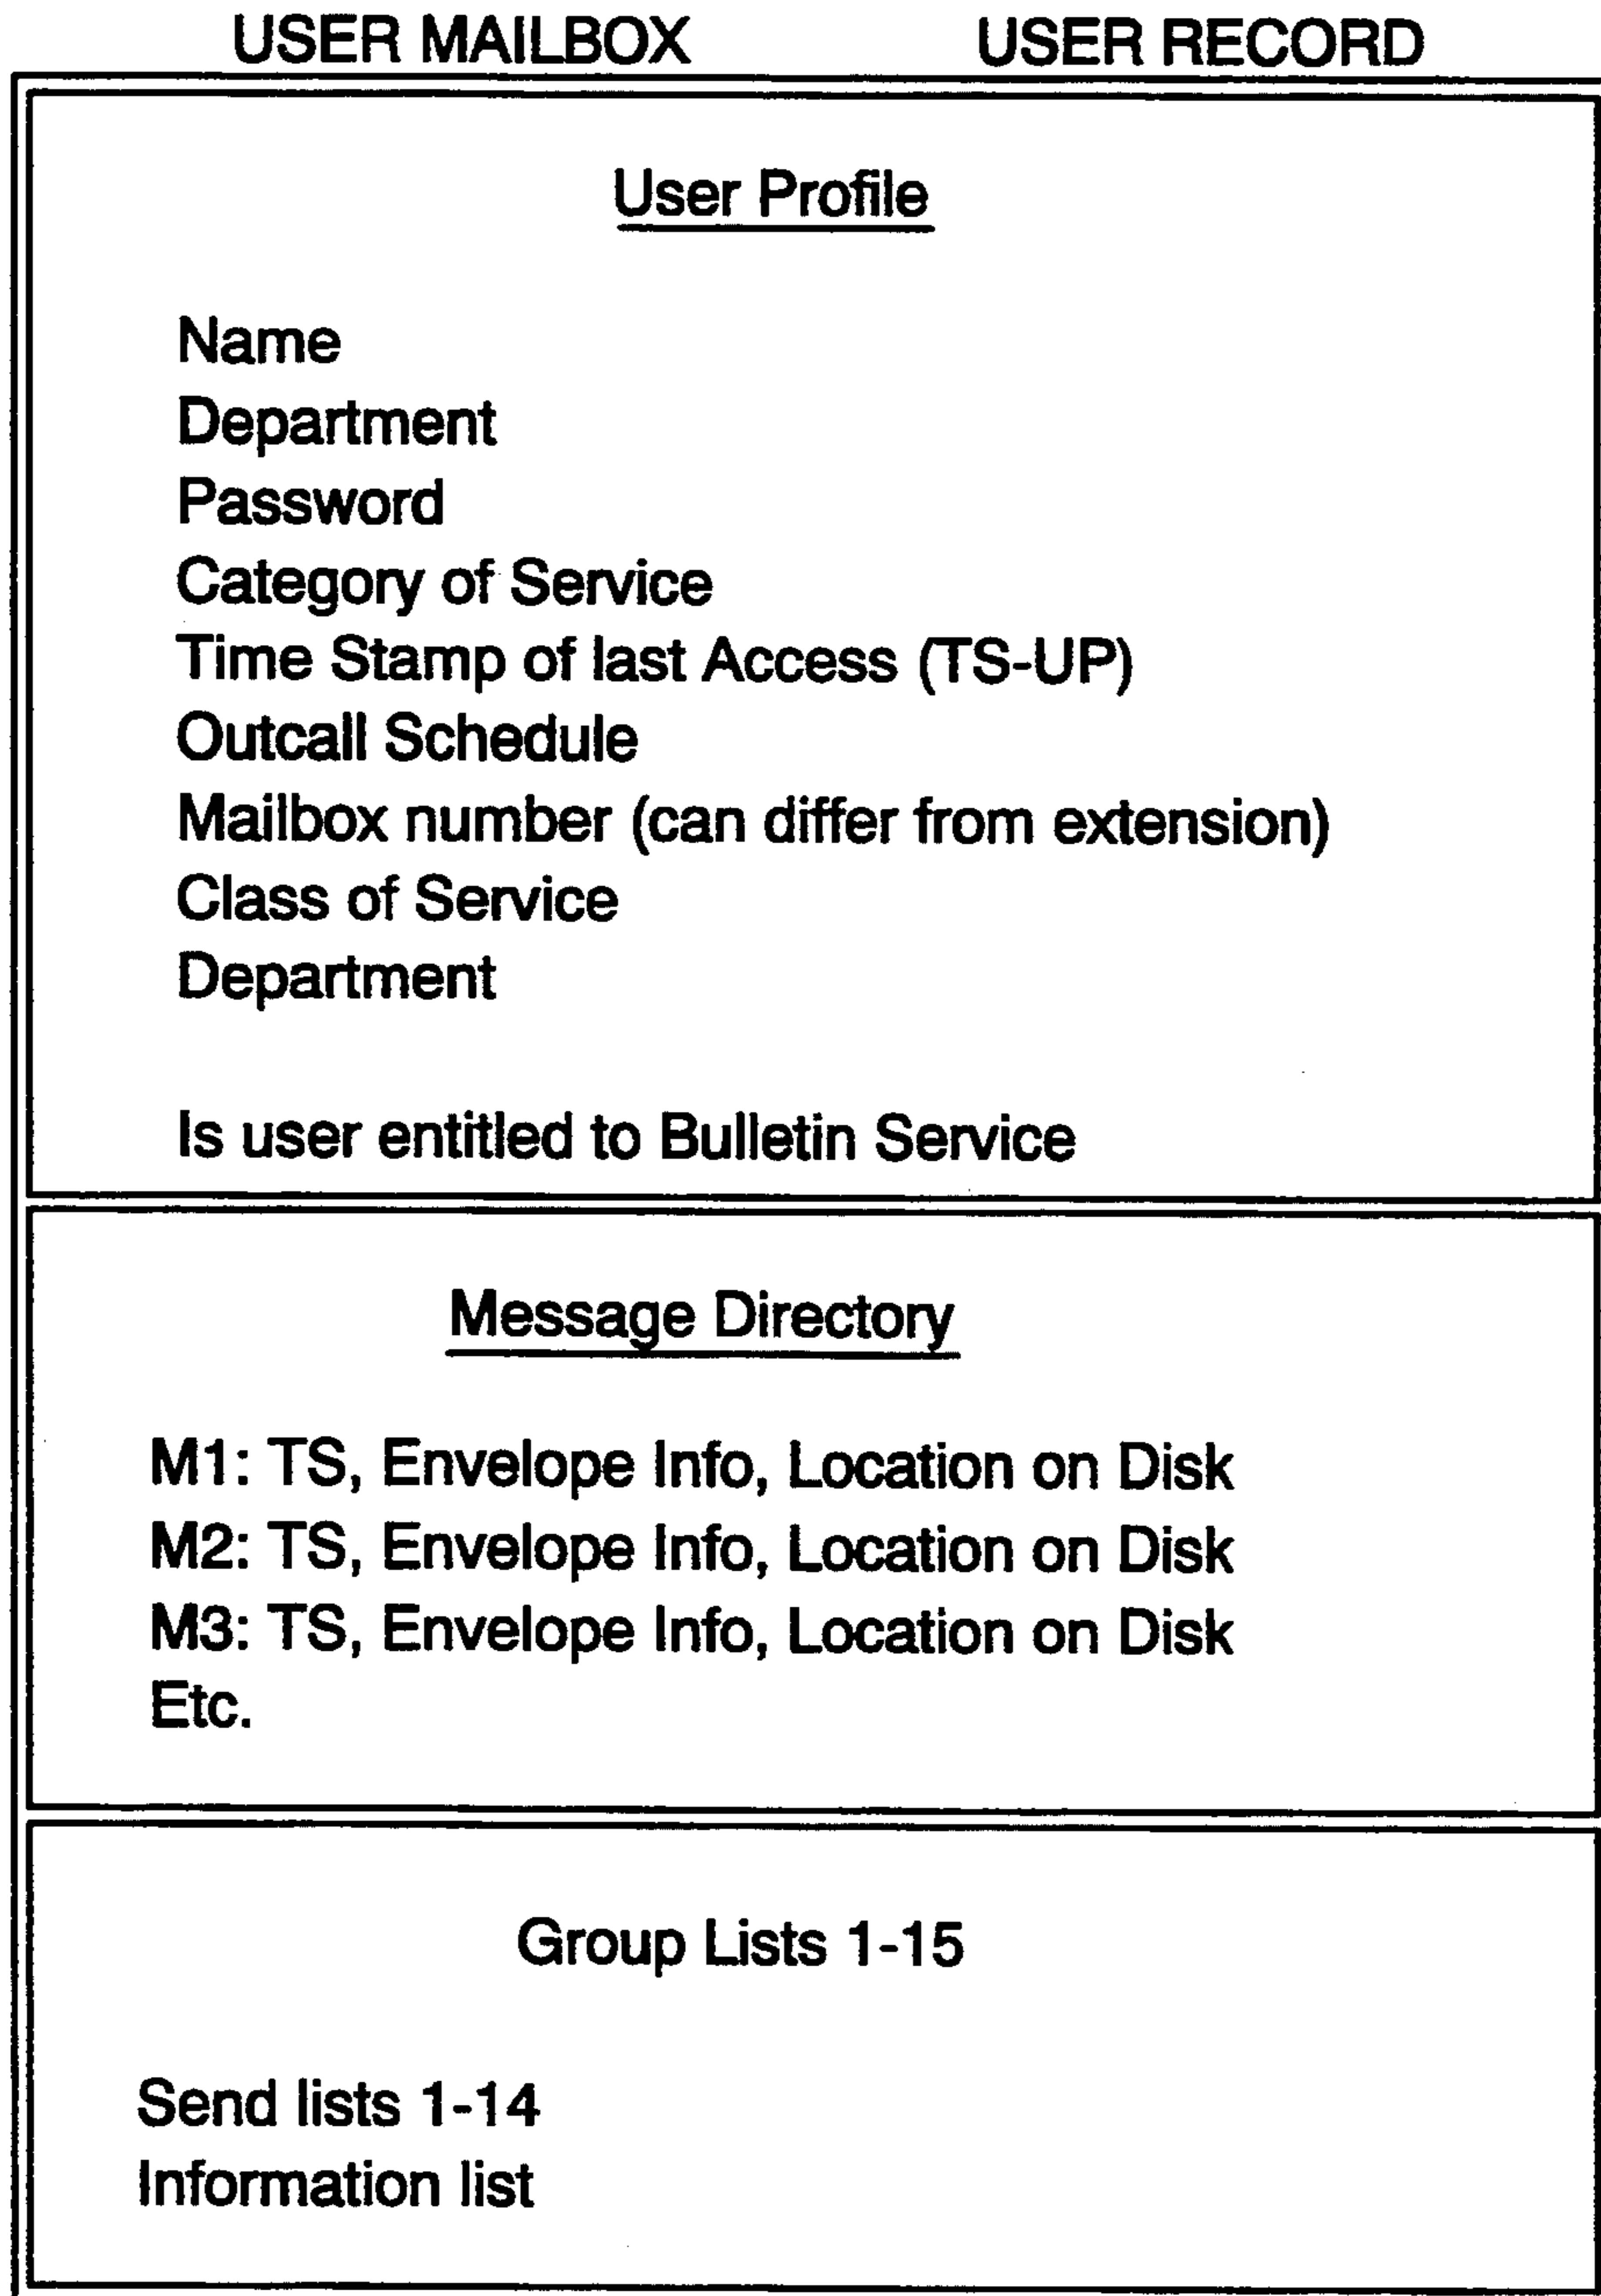 USER MAILBOX USER RECORD
User Profile
Name
Department
Password
Category of Service
Time Stamp of last Access (TS-UP)
Outcall Schedule
Mailbox number (can differ from extension)
Class of Service
Department
Is user entitled to Bulletin Service
Message Directory
M1: TS, Envelope Info, Location on Disk
M2: TS, Envelope Info, Location on Disk
M3: TS, Envelope Info, Location on Disk
Etc.
Group Lists 1-15
Send lists 1-14
Information list